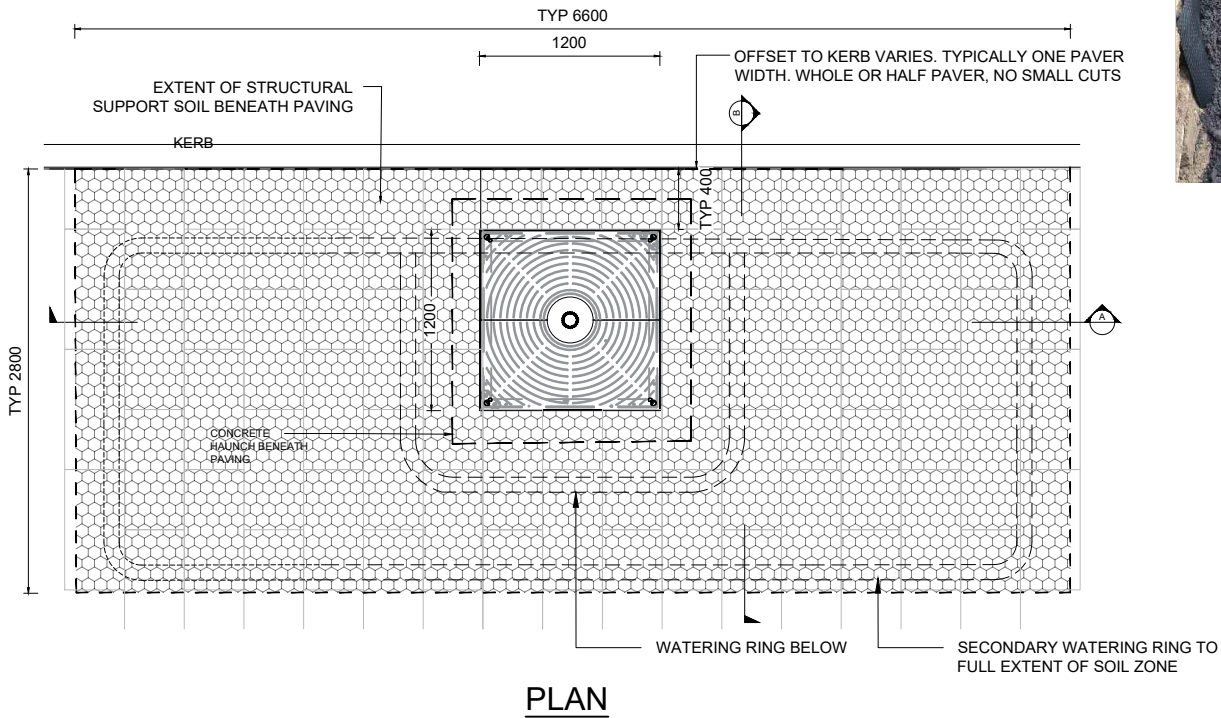 TYP 6600
1200
OFFSET TO KERB VARIES. TYPICALLY ONE PAVER
WIDTH. WHOLE OR HALF PAVER, NO SMALL CUTS
EXTENT OF STRUCTURAL
SUPPORT SOIL BENEATH PAVING
B
KERB
TYP 400
1200
A
TYP 2800
CONCRETE
HAUNCH BENEATH
PAVING
WATERING RING BELOW
SECONDARY WATERING RING TO
FULL EXTENT OF SOIL ZONE
PLAN